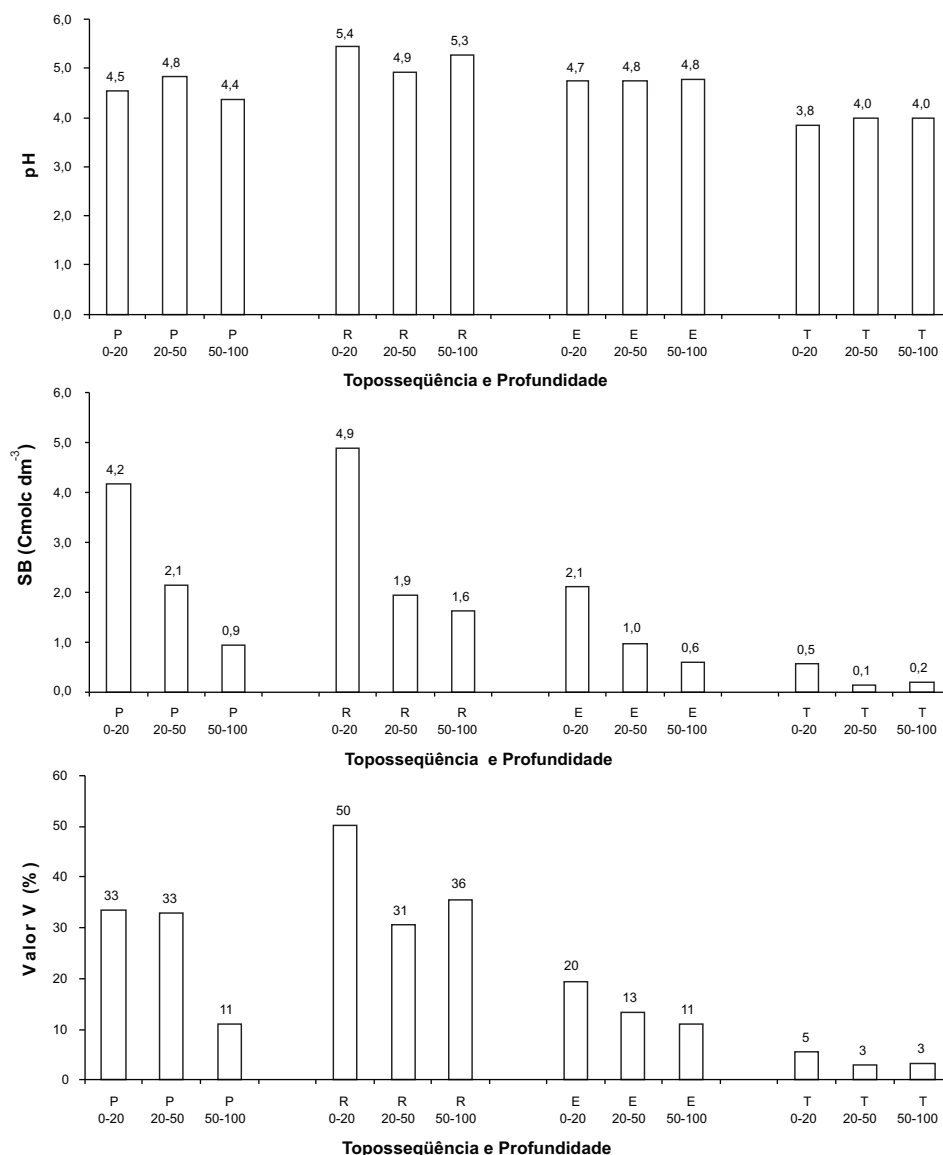 6,0
5,0
4,0
3,0
2,0
1,0
0,0
pH
4,5 4,8 4,4 5,4 4,9 5,3 4,7 4,8 4,8 3,8 4,0 4,0
P P P R R R E E E T T T
0-20 20-50 50-100 0-20 20-50 50-100 0-20 20-50 50-100 0-20 20-50 50-100
Toposseqüência e Profundidade
6,0
5,0
4,0
3,0
2,0
1,0
0,0
SB (Cmolc dm-3)
4,2 2,1 0,9 4,9 1,9 1,6 2,1 1,0 0,6 0,5 0,1 0,2
P P P R R R E E E T T T
0-20 20-50 50-100 0-20 20-50 50-100 0-20 20-50 50-100 0-20 20-50 50-100
Toposseqüência e Profundidade
60
50
40
30
20
10
0
Valor V (%)
33 33 11 50 31 36 20 13 11 5 3 3
P P P R R R E E E T T T
0-20 20-50 50-100 0-20 20-50 50-100 0-20 20-50 50-100 0-20 20-50 50-100
Toposseqüência e Profundidade